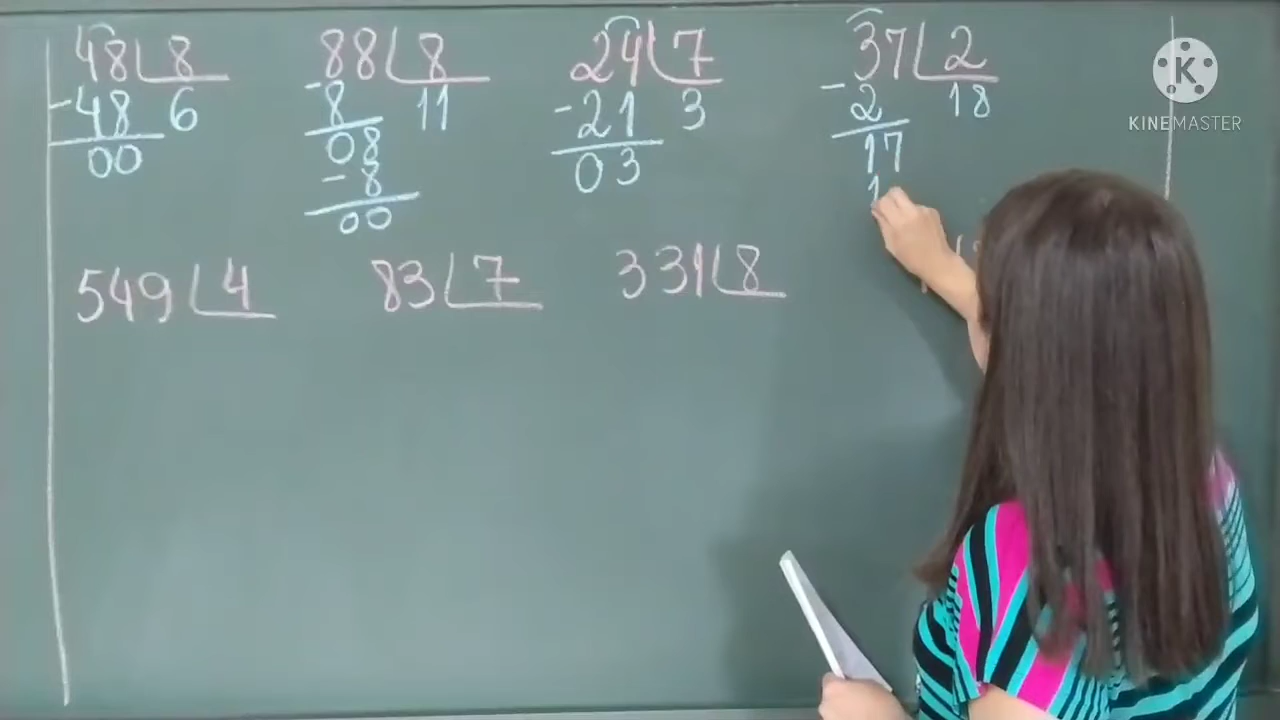 48 8 88 8 24 7 37 2
-48 6 -8 11 -21 3 -2 18
00 08 03 17
-8 1
00
549 4 83 7 331 8
K
KINEMASTER